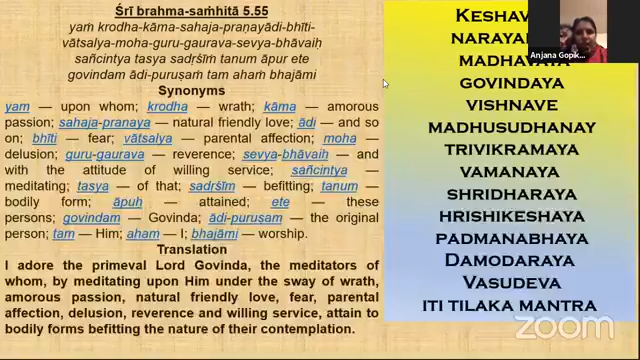 Śrī brahma-saṁhitā 5.55
yaṁ krodha-kāma-sahaja-praṇayādi-bhīti-
vātsalya-moha-guru-gaurava-sevya-bhāvaiḥ
sañcintya tasya sadṛśīṁ tanum āpur ete
govindam ādi-puruṣaṁ tam ahaṁ bhajāmi
Synonyms
yam — upon whom; krodha — wrath; kāma — amorous
passion; sahaja-pranaya — natural friendly love; ādi — and so
on; bhīti — fear; vātsalya — parental affection; moha —
delusion; guru-gaurava — reverence; sevya-bhāvaih — and
with the attitude of willing service; sañcintya —
meditating; tasya — of that; sadṛśīm — befitting; tanum —
bodily form; āpuh — attained; ete — these
persons; govindam — Govinda; ādi-puruṣam — the original
person; tam — Him; aham — I; bhajāmi — worship.
Translation
I adore the primeval Lord Govinda, the meditators of
whom, by meditating upon Him under the sway of wrath,
amorous passion, natural friendly love, fear, parental
affection, delusion, reverence and willing service, attain to
bodily forms befitting the nature of their contemplation.
KESHAV
NARAYA
MADHAVAYA
GOVINDAYA
VISHNAVE
MADHUSUDHANAY
TRIVIKRAMAYA
VAMANAYA
SHRIDHARAYA
HRISHIKESHAYA
PADMANABHAYA
DAMODARAYA
VASUDEVA
ITI TILAKA MANTRA
Anjana Gopik...
zoom